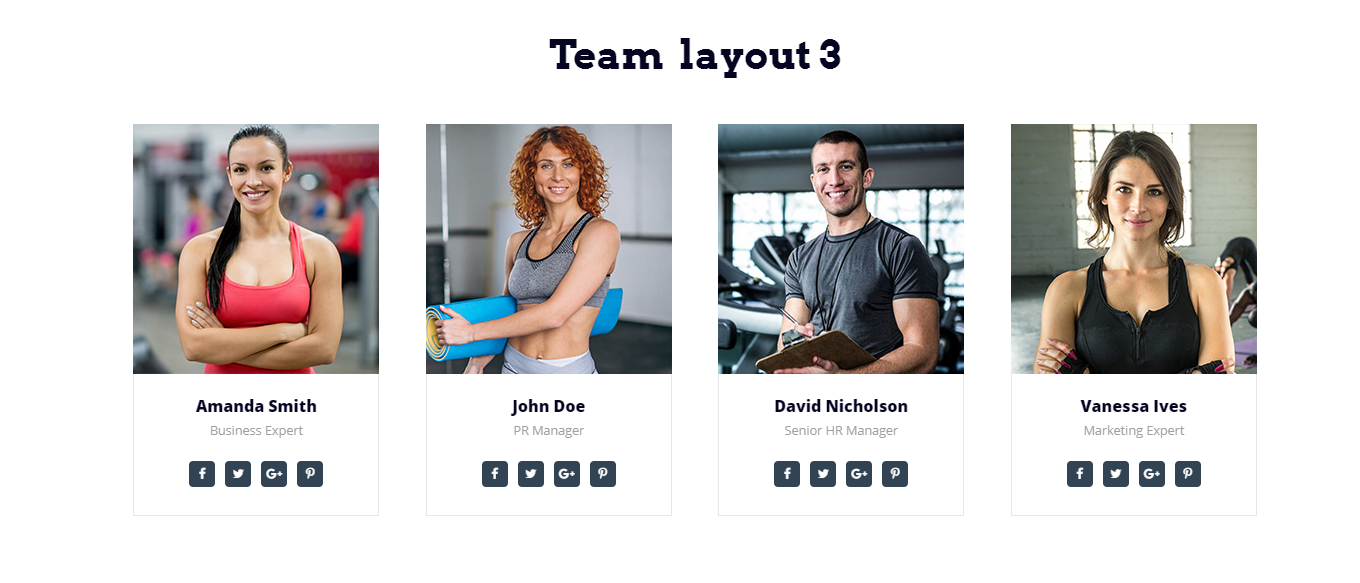 Team layout 3
Amanda Smith
Business Expert
John Doe
PR Manager
David Nicholson
Senior HR Manager
Vanessa Ives
Marketing Expert